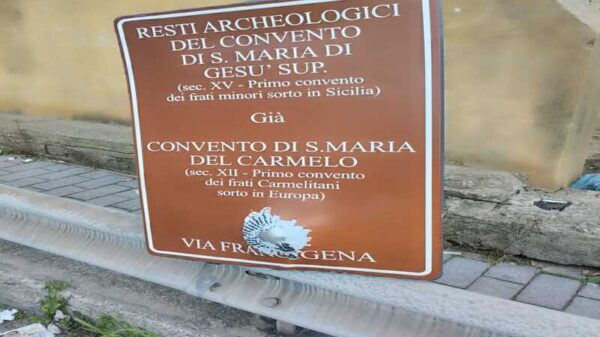 RESTI ARCHEOLOGICI
DEL CONVENTO
DI S. MARIA DI
GESU' SUP.
(sec. XV - Primo convento
dei frati minori sorto in Sicilia)
Già
CONVENTO DI S.MARIA
DEL CARMELO
(sec. XII - Primo convento
dei frati Carmelitani
sorto in Europa)
VIA